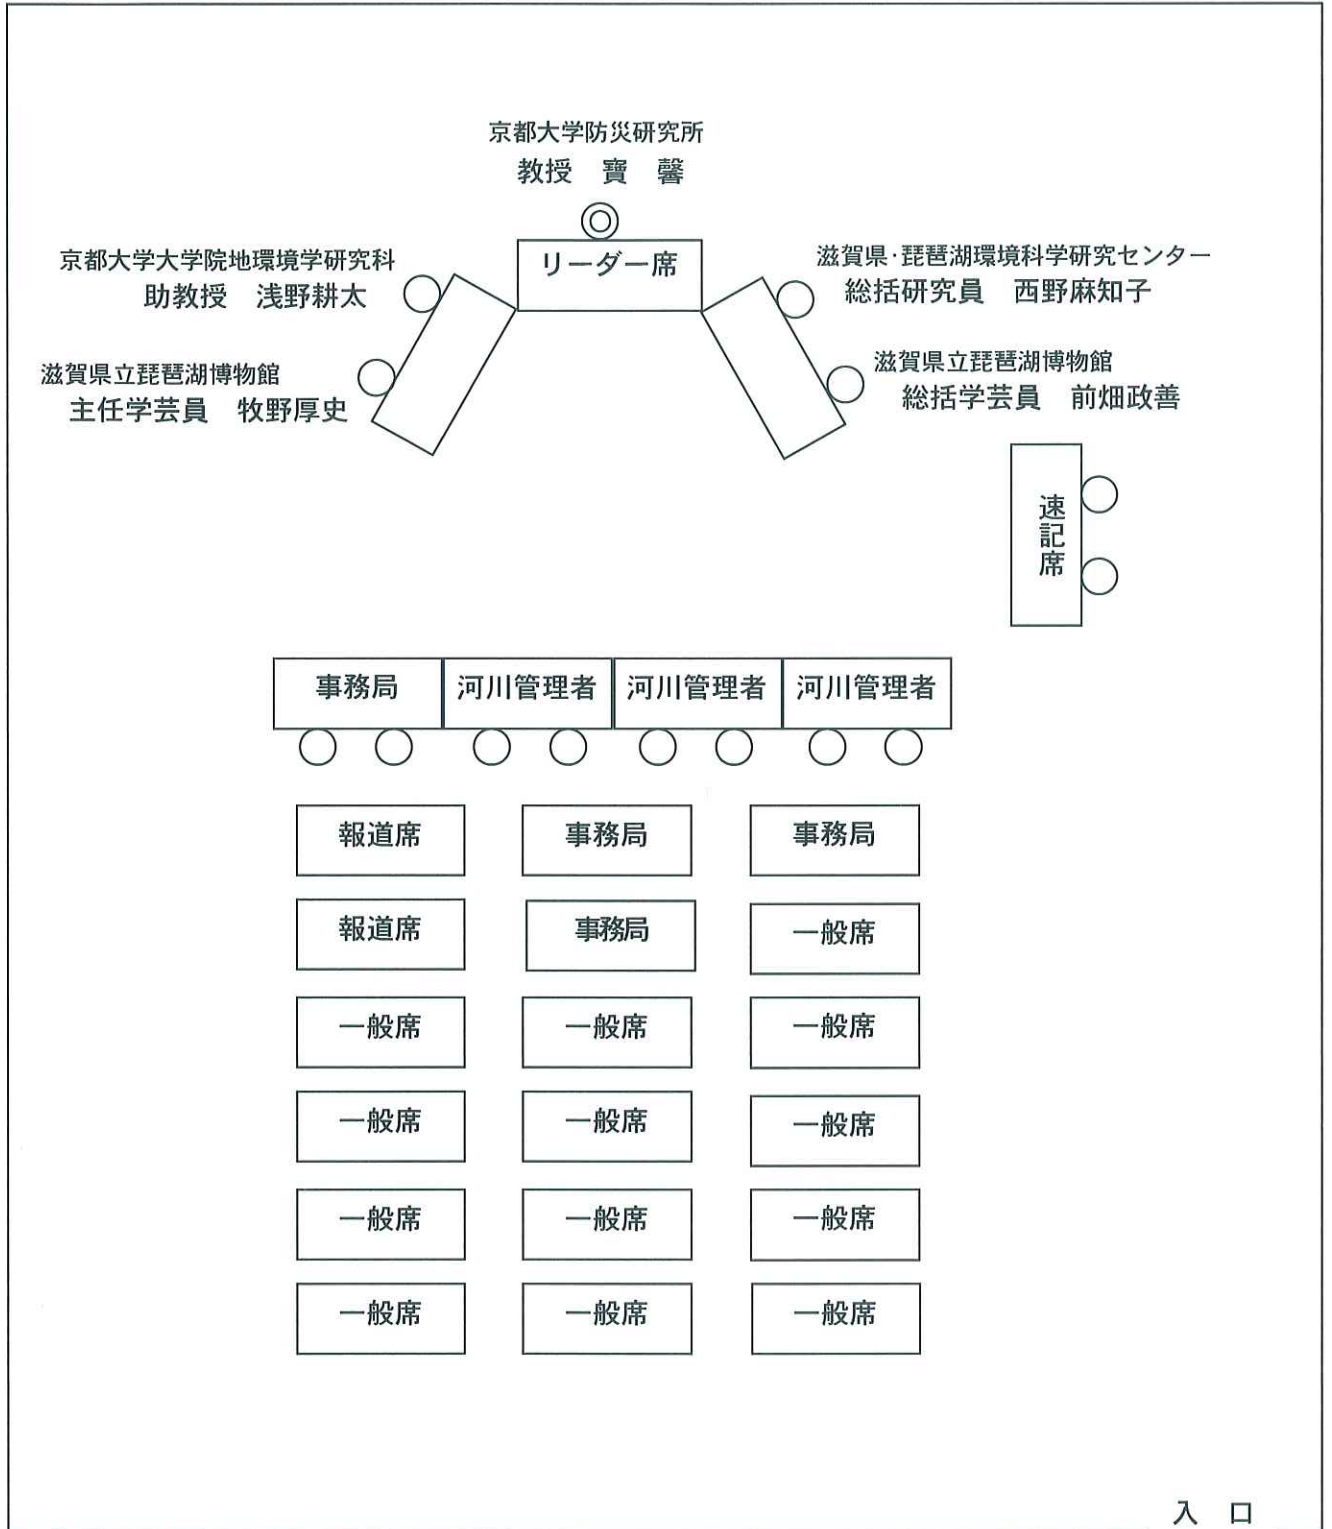 京都大学防災研究所
教授　寶　馨
リーダー席
京都大学大学院地環境学研究科
助教授　浅野耕太
滋賀県立琵琶湖博物館
主任学芸員　牧野厚史
滋賀県・琵琶湖環境科学研究センター
総括研究員　西野麻知子
滋賀県立琵琶湖博物館
総括学芸員　前畑政善
速記席
事務局　河川管理者　河川管理者　河川管理者
報道席　事務局　事務局
報道席　事務局　一般席
一般席　一般席　一般席
一般席　一般席　一般席
一般席　一般席　一般席
一般席　一般席　一般席
入　口